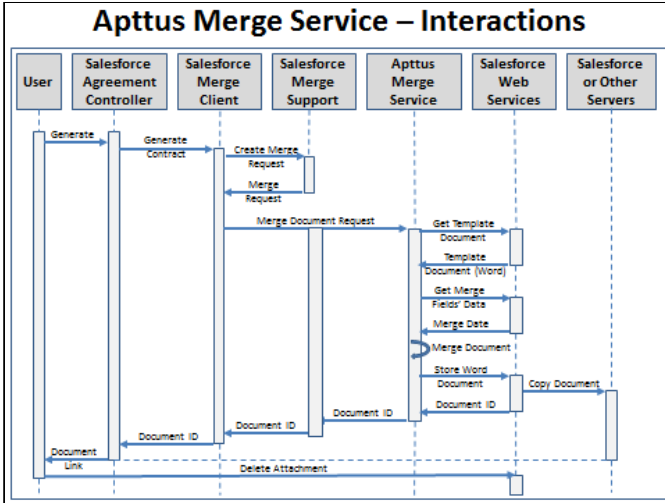 Apttus Merge Service – Interactions
User
Salesforce
Agreement
Controller
Salesforce
Merge
Client
Salesforce
Merge
Support
Apttus
Merge
Service
Salesforce
Web
Services
Salesforce
or Other
Servers
Generate
Generate
Contract
Create Merge
Request
Merge
Request
Merge Document Request
Get Template
Document
Template
Document (Word)
Get Merge
Fields' Data
Merge Date
Merge Document
Store Word
Document
Copy Document
Document ID
Document ID
Document ID
Document ID
Document
Link
Delete Attachment